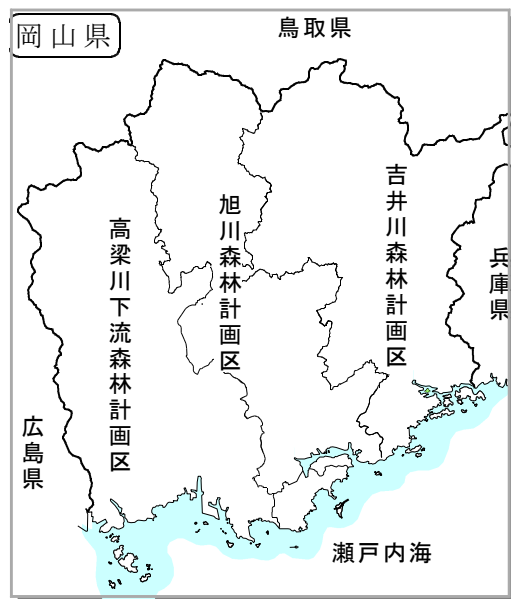 岡山県
鳥取県
吉井川森林計画区
旭川森林計画区
高梁川下流森林計画区
兵庫県
広島県
瀬戸内海